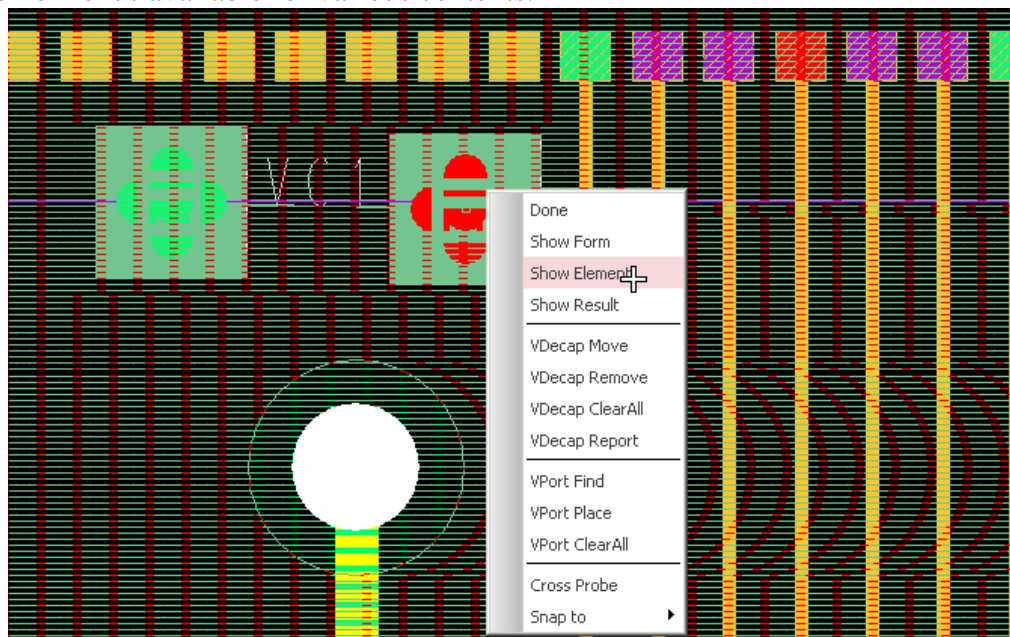 VC1
Done
Show Form
Show Element
Show Result
VDecap Move
VDecap Remove
VDecap ClearAll
VDecap Report
VPort Find
VPort Place
VPort ClearAll
Cross Probe
Snap to